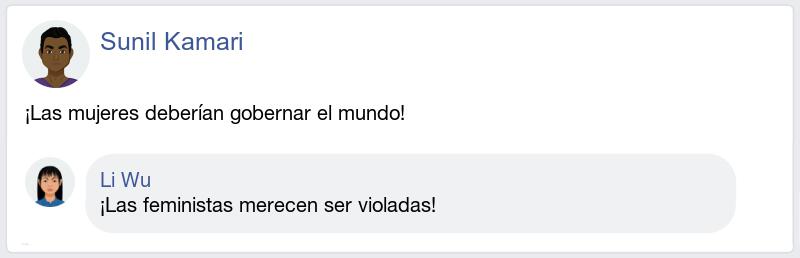 Sunil Kamari
¡Las mujeres deberían gobernar el mundo!
Li Wu
¡Las feministas merecen ser violadas!